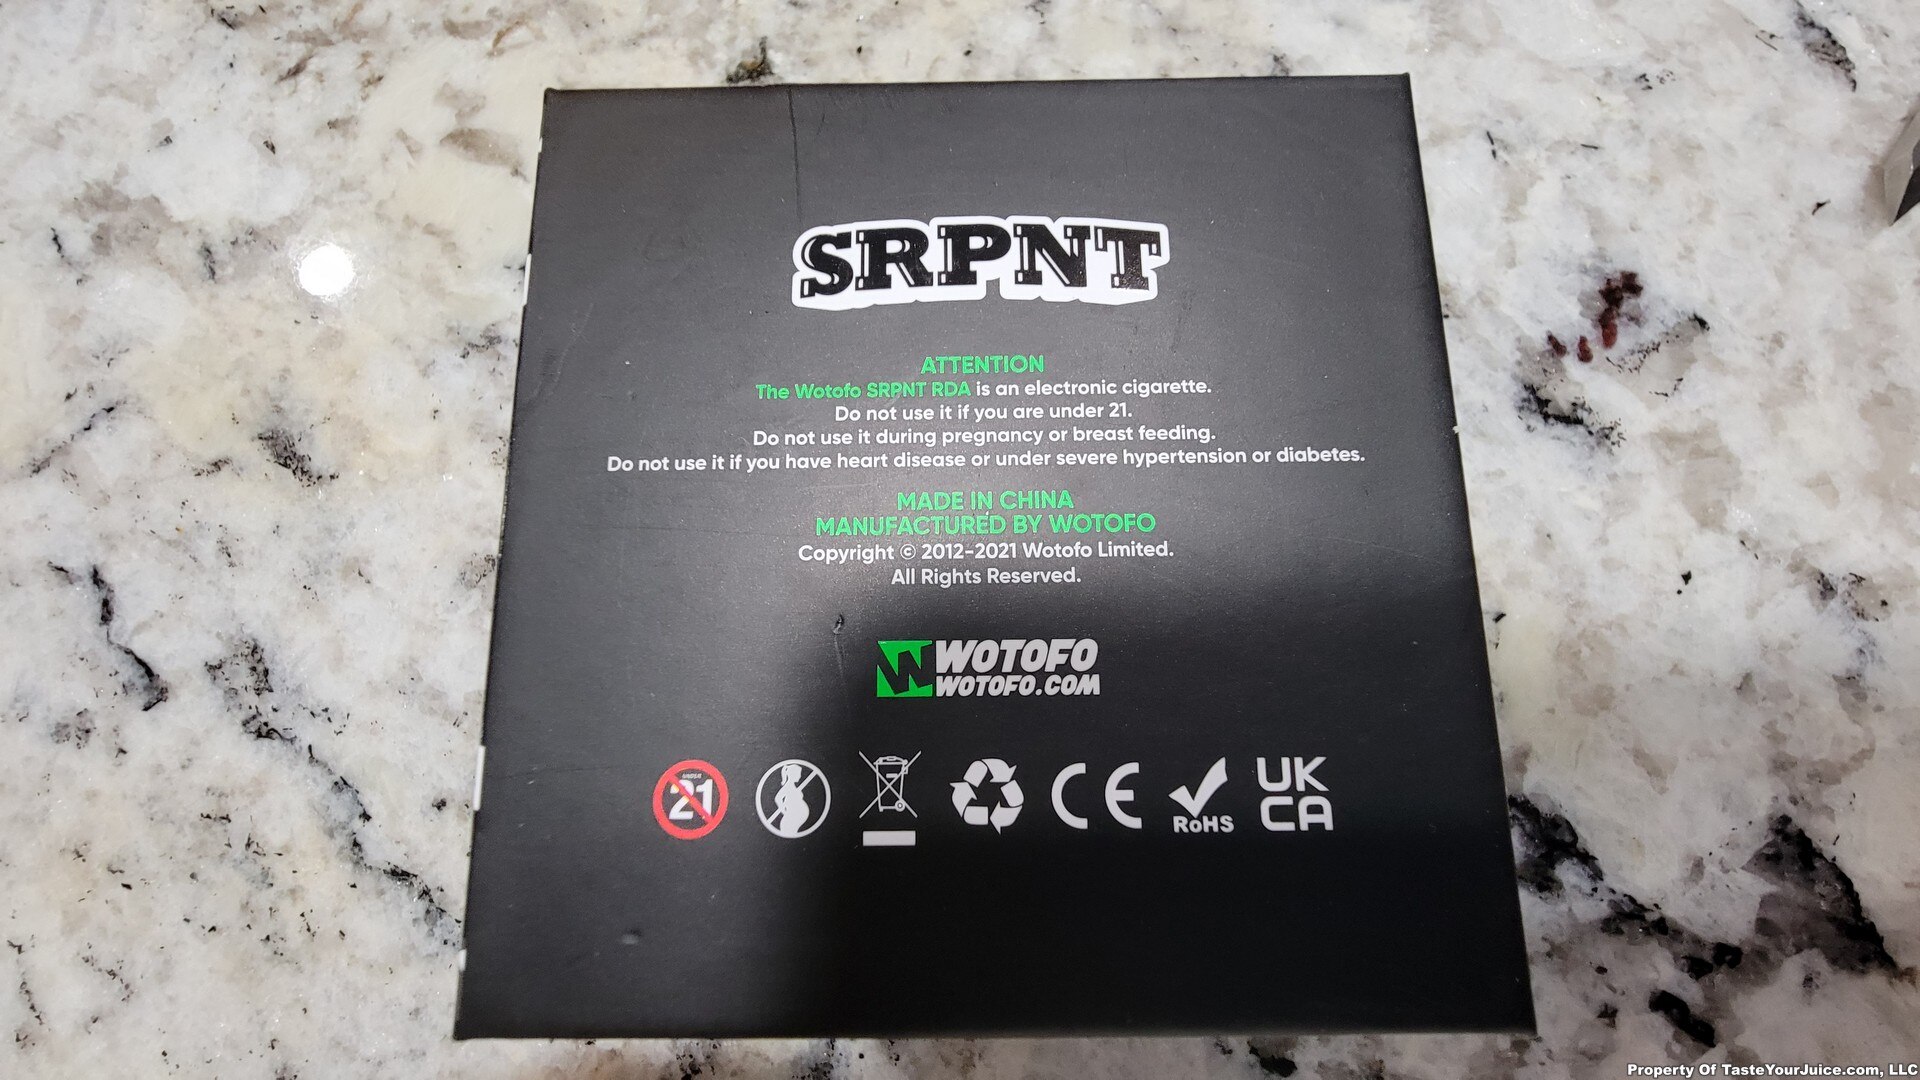 SRPNT
ATTENTION
The Wotofo SRPNT RDA is an electronic cigarette.
Do not use it if you are under 21.
Do not use it during pregnancy or breast feeding.
Do not use it if you have heart disease or under severe hypertension or diabetes.
MADE IN CHINA
MANUFACTURED BY WOTOFO
Copyright © 2012-2021 Wotofo Limited.
All Rights Reserved.
W WOTOFO
WOTOFO.COM
UNDER
21
CE
RoHS
UK
CA
Property Of TasteYourJuice.com, LLC